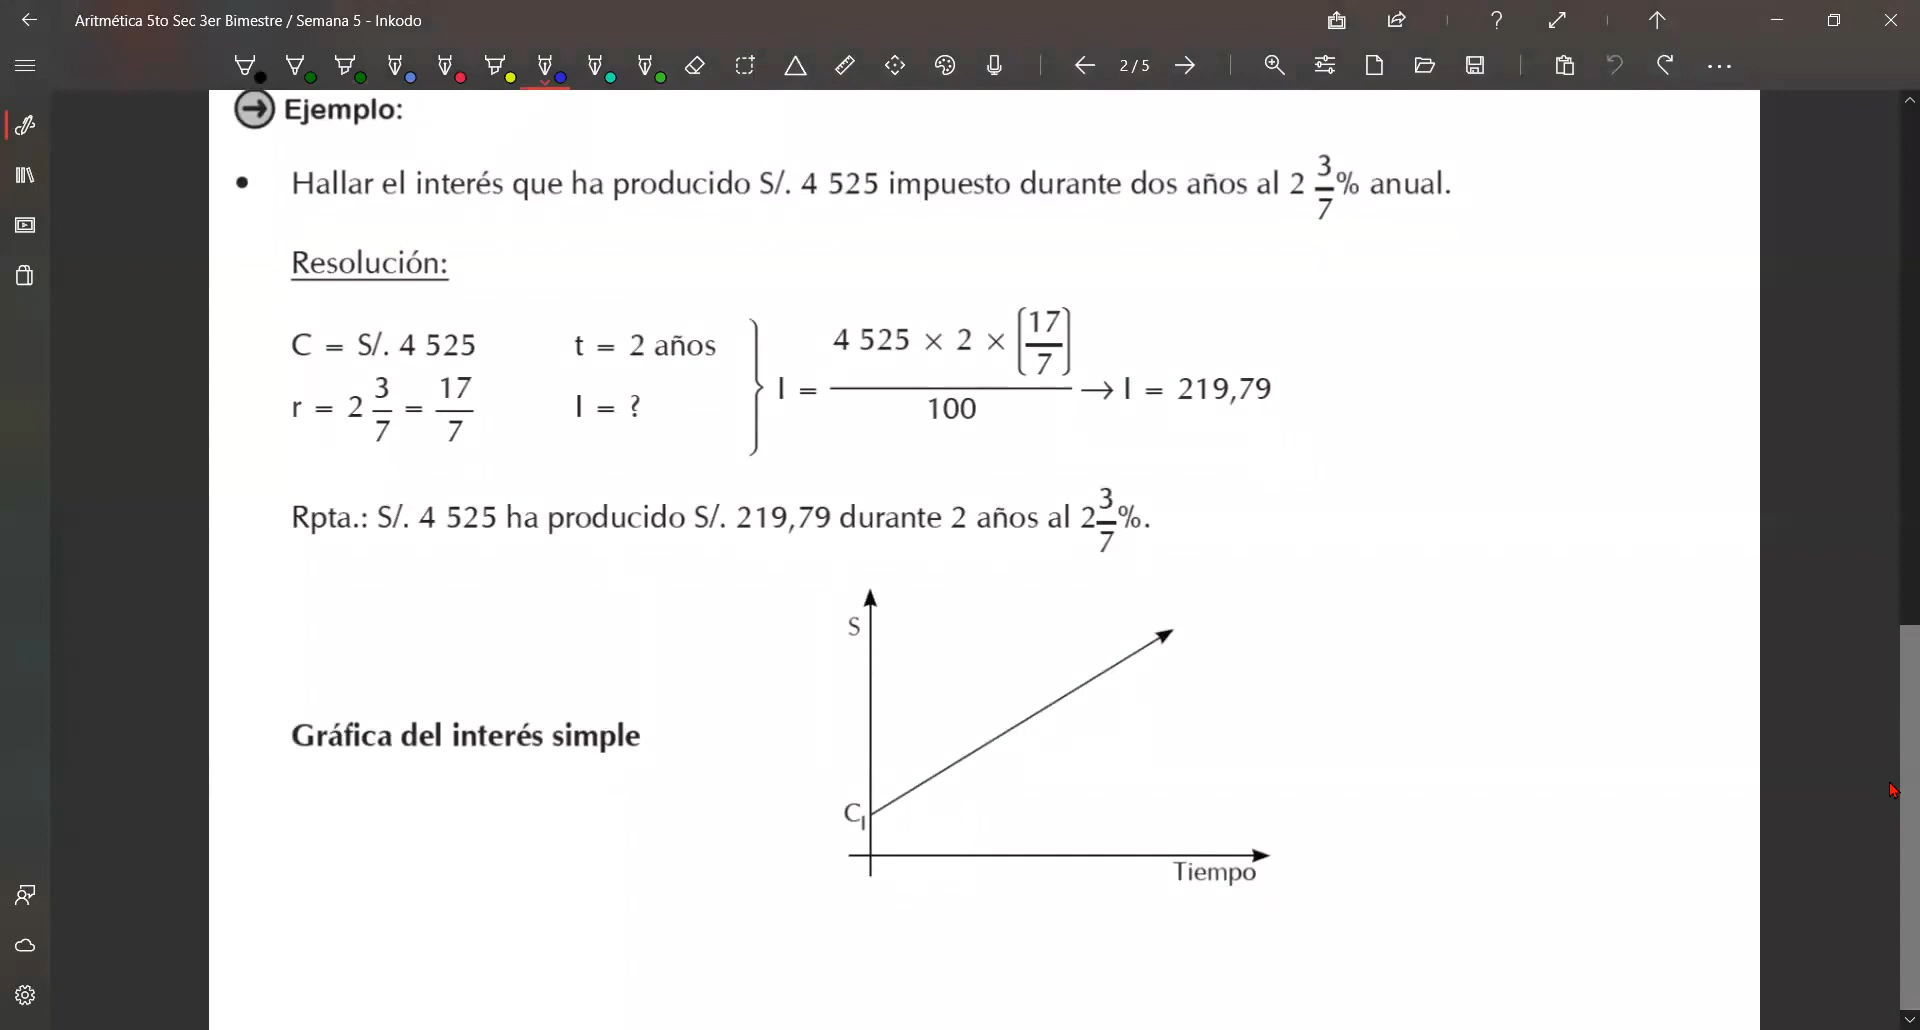 Aritmética 5to Sec 3er Bimestre / Semana 5 - Inkodo
2 / 5
Ejemplo:
• Hallar el interés que ha producido S/. 4 525 impuesto durante dos años al 2 3/7% anual.
Resolución:
C = S/. 4 525 t = 2 años
r = 2 3/7 = 17/7 I = ?
I = 4 525 × 2 × [17/7] / 100 → I = 219,79
Rpta.: S/. 4 525 ha producido S/. 219,79 durante 2 años al 2 3/7%.
S
Gráfica del interés simple
C_I
Tiempo